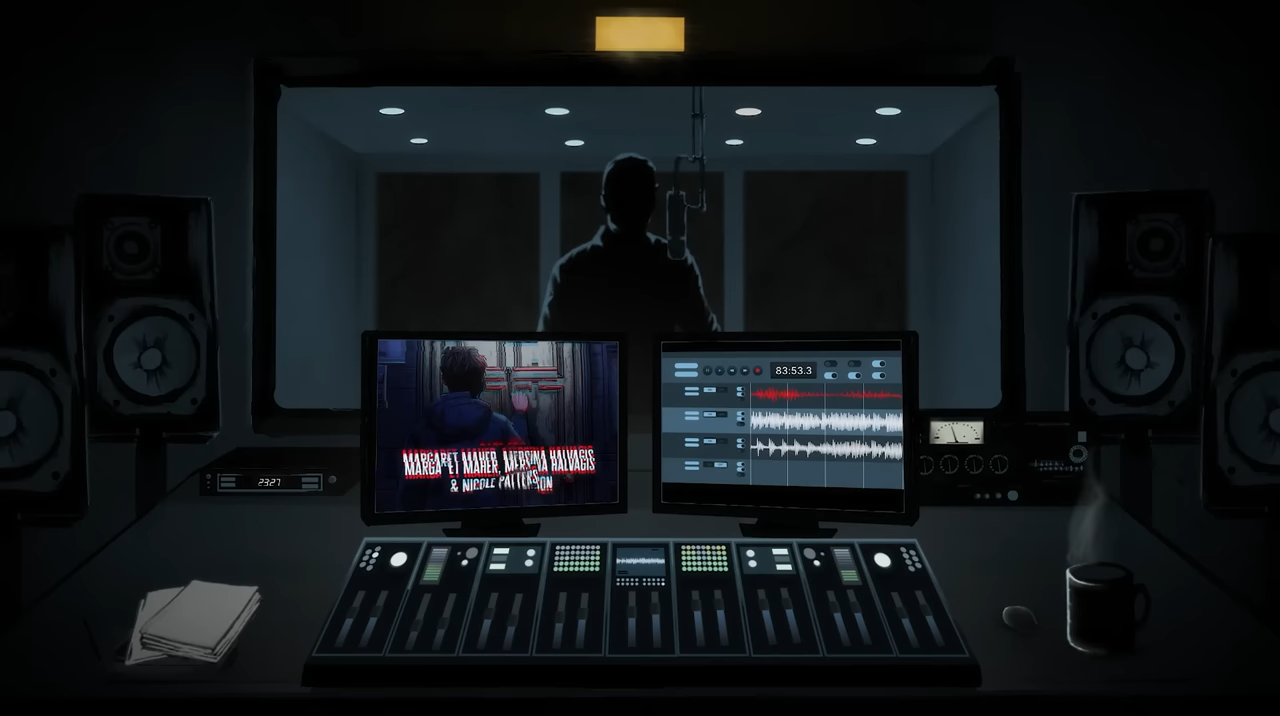 MARGARET MAHER, MERSINA HALVAGIS
& NICOLE PATTERSON
83:53.3
2327